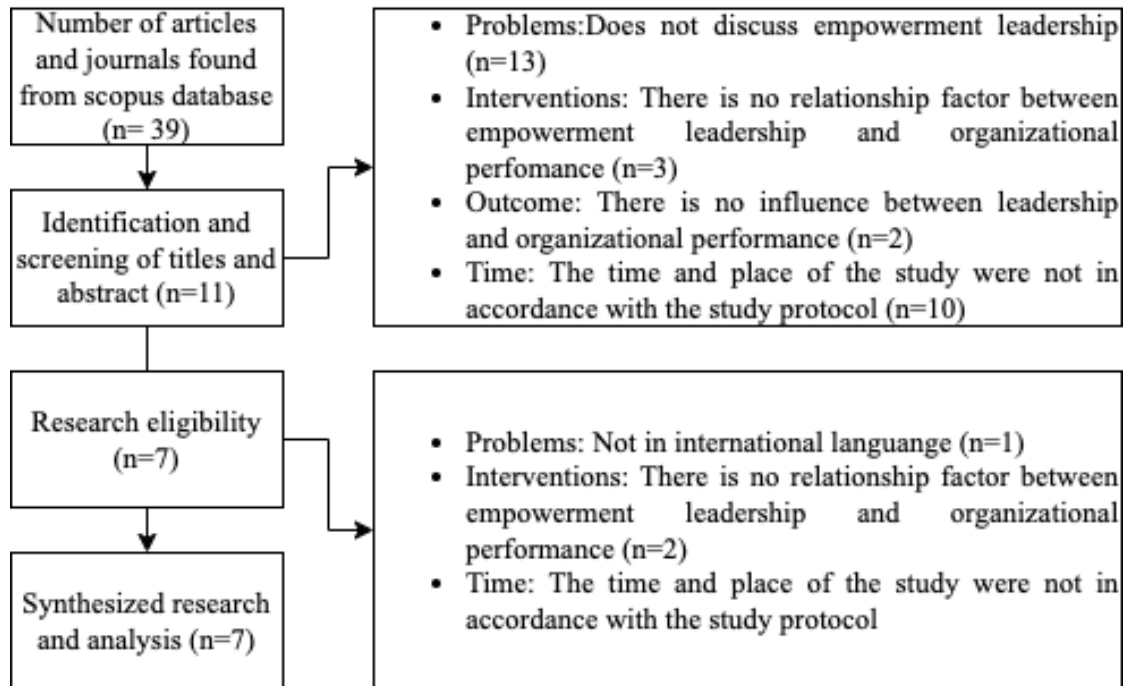 Number of articles
and journals found
from scopus database
(n= 39)
Identification and
screening of titles and
abstract (n=11)
Research eligibility
(n=7)
Synthesized research
and analysis (n=7)
• Problems:Does not discuss empowerment leadership
(n=13)
• Interventions: There is no relationship factor between
empowerment leadership and organizational
perfomance (n=3)
• Outcome: There is no influence between leadership
and organizational performance (n=2)
• Time: The time and place of the study were not in
accordance with the study protocol (n=10)
• Problems: Not in international languange (n=1)
• Interventions: There is no relationship factor between
empowerment leadership and organizational
performance (n=2)
• Time: The time and place of the study were not in
accordance with the study protocol